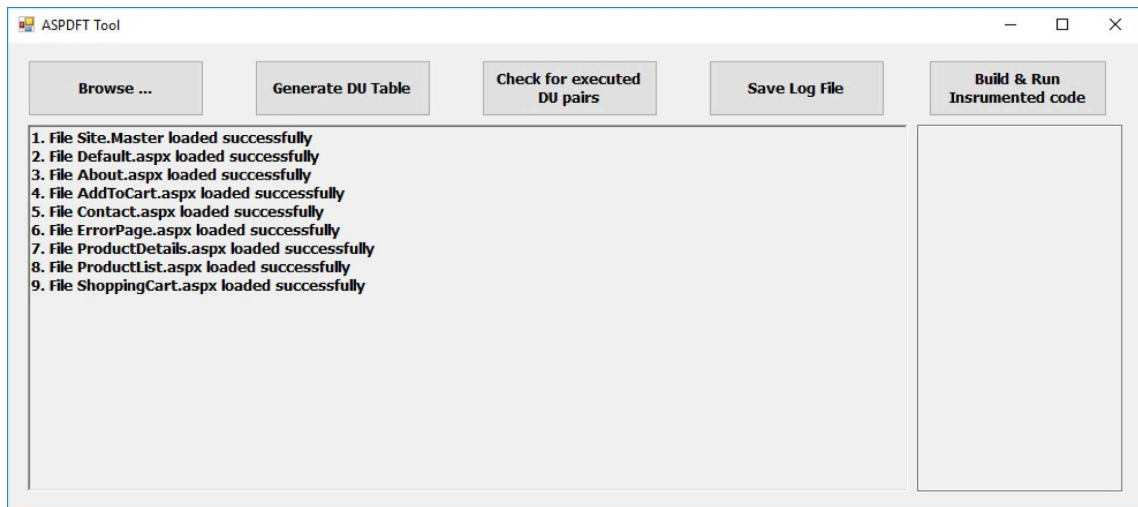 ASPDFT Tool
Browse ...
Generate DU Table
Check for executed
DU pairs
Save Log File
Build & Run
Insrumented code
1. File Site.Master loaded successfully
2. File Default.aspx loaded successfully
3. File About.aspx loaded successfully
4. File AddToCart.aspx loaded successfully
5. File Contact.aspx loaded successfully
6. File ErrorPage.aspx loaded successfully
7. File ProductDetails.aspx loaded successfully
8. File ProductList.aspx loaded successfully
9. File ShoppingCart.aspx loaded successfully